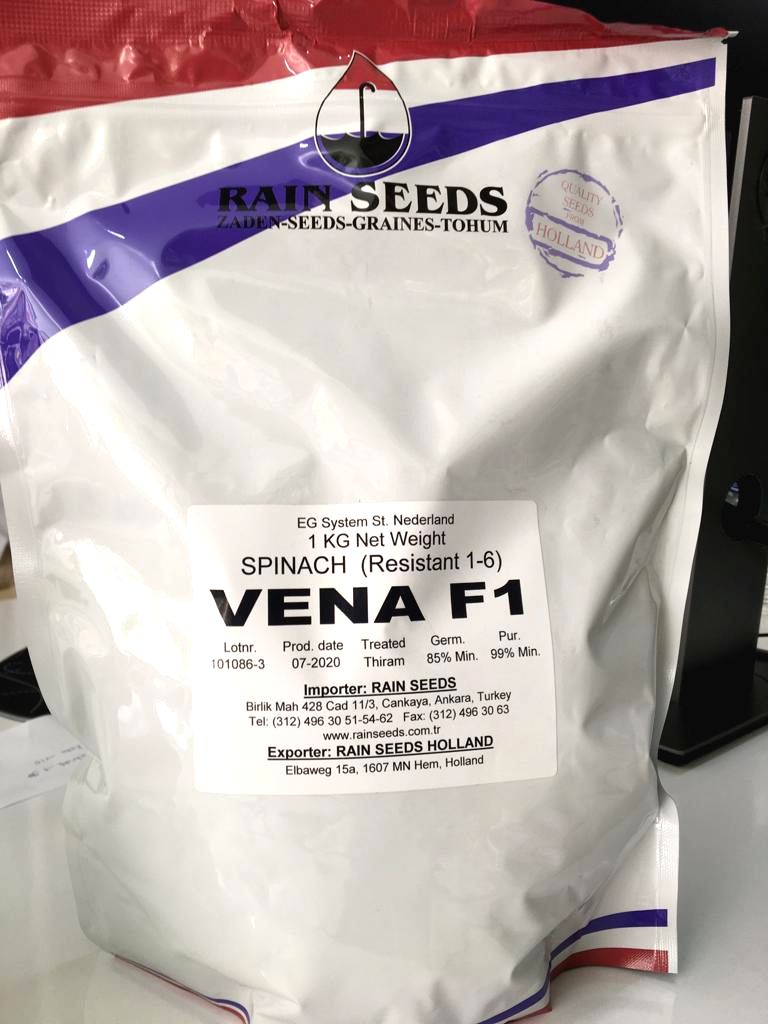 RAIN SEEDS
ZADEN-SEEDS-GRAINES-TOHUM
QUALITY
SEEDS
FROM
HOLLAND
EG System St. Nederland
1 KG Net Weight
SPINACH (Resistant 1-6)
VENA F1
Lotnr. Prod. date Treated Germ. Pur.
101086-3 07-2020 Thiram 85% Min. 99% Min.
Importer: RAIN SEEDS
Birlik Mah 428 Cad 11/3, Cankaya, Ankara, Turkey
Tel: (312) 496 30 51-54-62 Fax: (312) 496 30 63
www.rainseeds.com.tr
Exporter: RAIN SEEDS HOLLAND
Elbaweg 15a, 1607 MN Hem, Holland